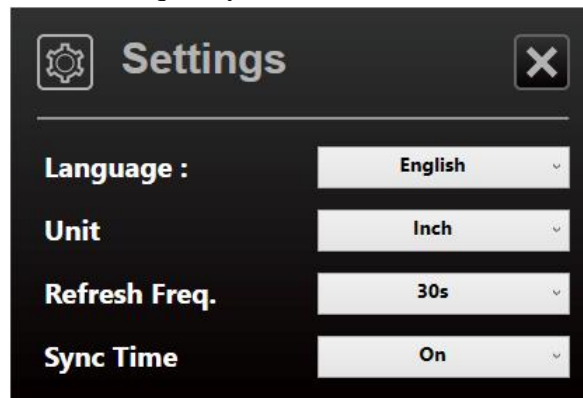 Settings
Language : English
Unit Inch
Refresh Freq. 30s
Sync Time On